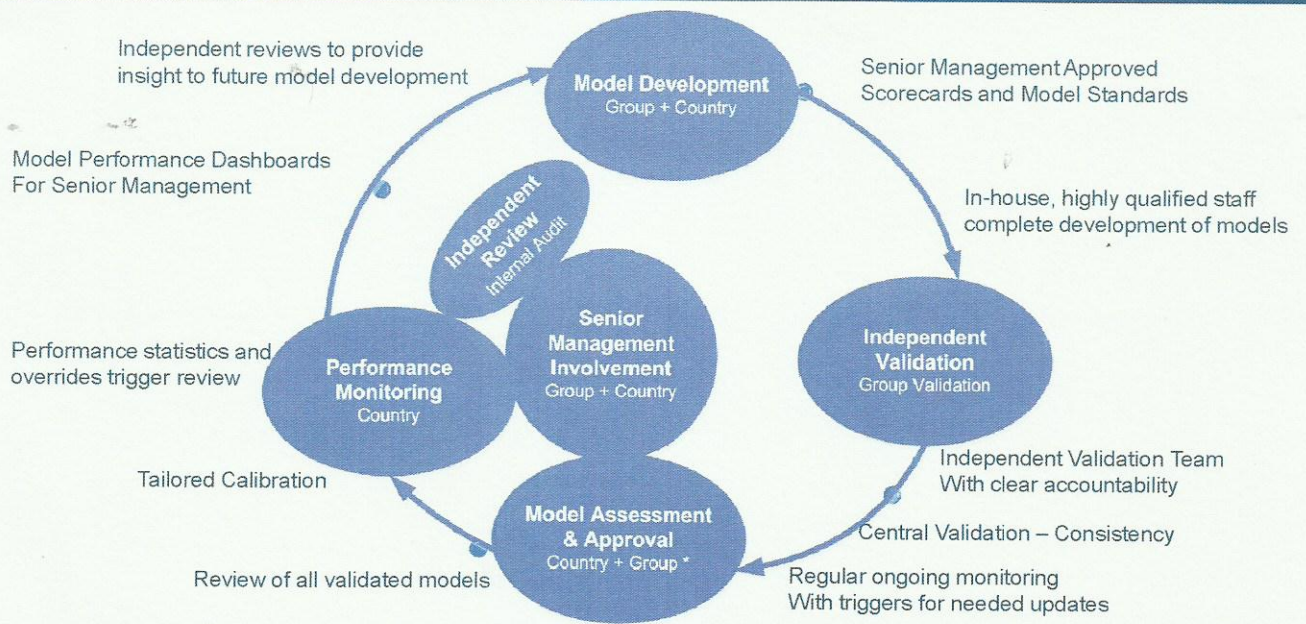 Independent reviews to provide
insight to future model development
Model Development
Group + Country
Senior Management Approved
Scorecards and Model Standards
Model Performance Dashboards
For Senior Management
Independent
Review
Internal Audit
In-house, highly qualified staff
complete development of models
Senior
Management
Involvement
Group + Country
Independent
Validation
Group Validation
Performance statistics and
overrides trigger review
Performance
Monitoring
Country
Tailored Calibration
Independent Validation Team
With clear accountability
Model Assessment
& Approval
Country + Group *
Central Validation – Consistency
Review of all validated models
Regular ongoing monitoring
With triggers for needed updates